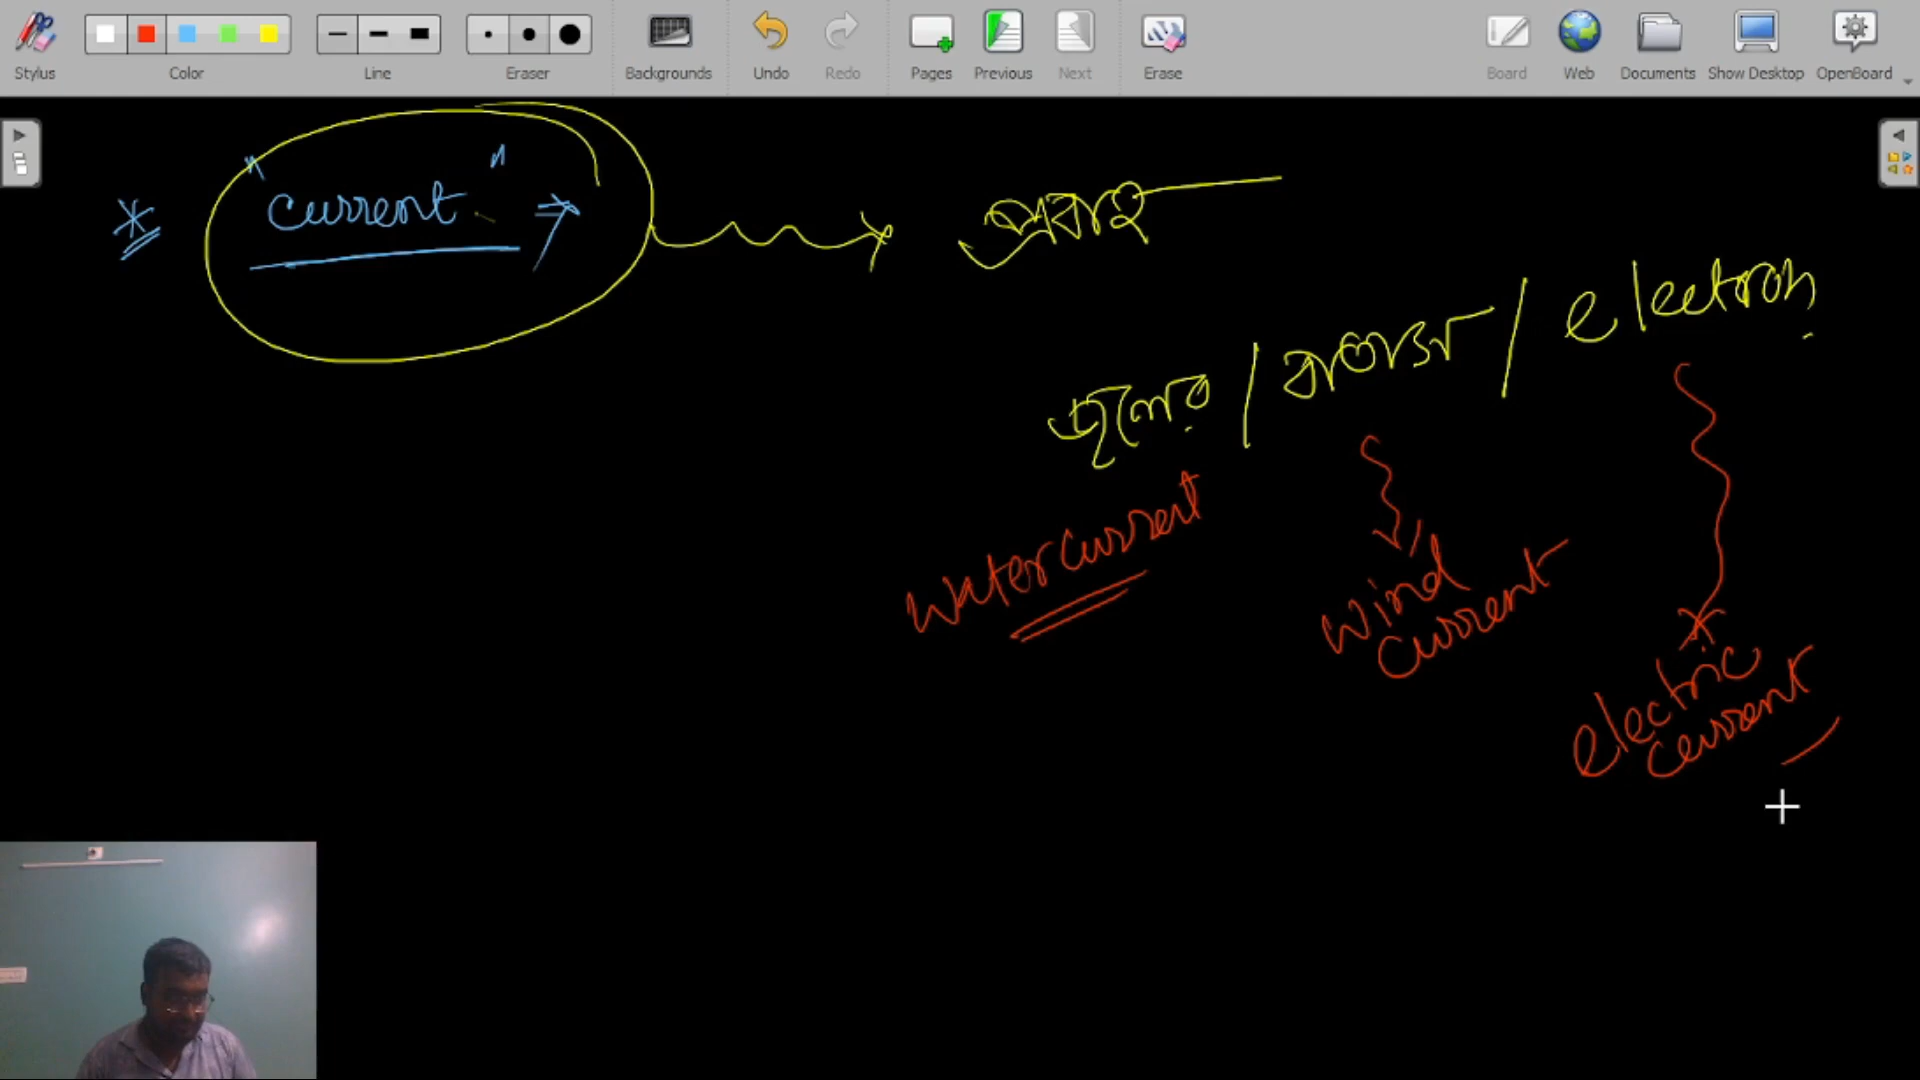 Stylus Color Line Eraser Backgrounds Undo Redo Pages Previous Next Erase Board Web Documents Show Desktop OpenBoard
* "Current" ⇒ প্রবাহ
জলের / বাতাস / electron
Water current
Wind
Current
electric
Current